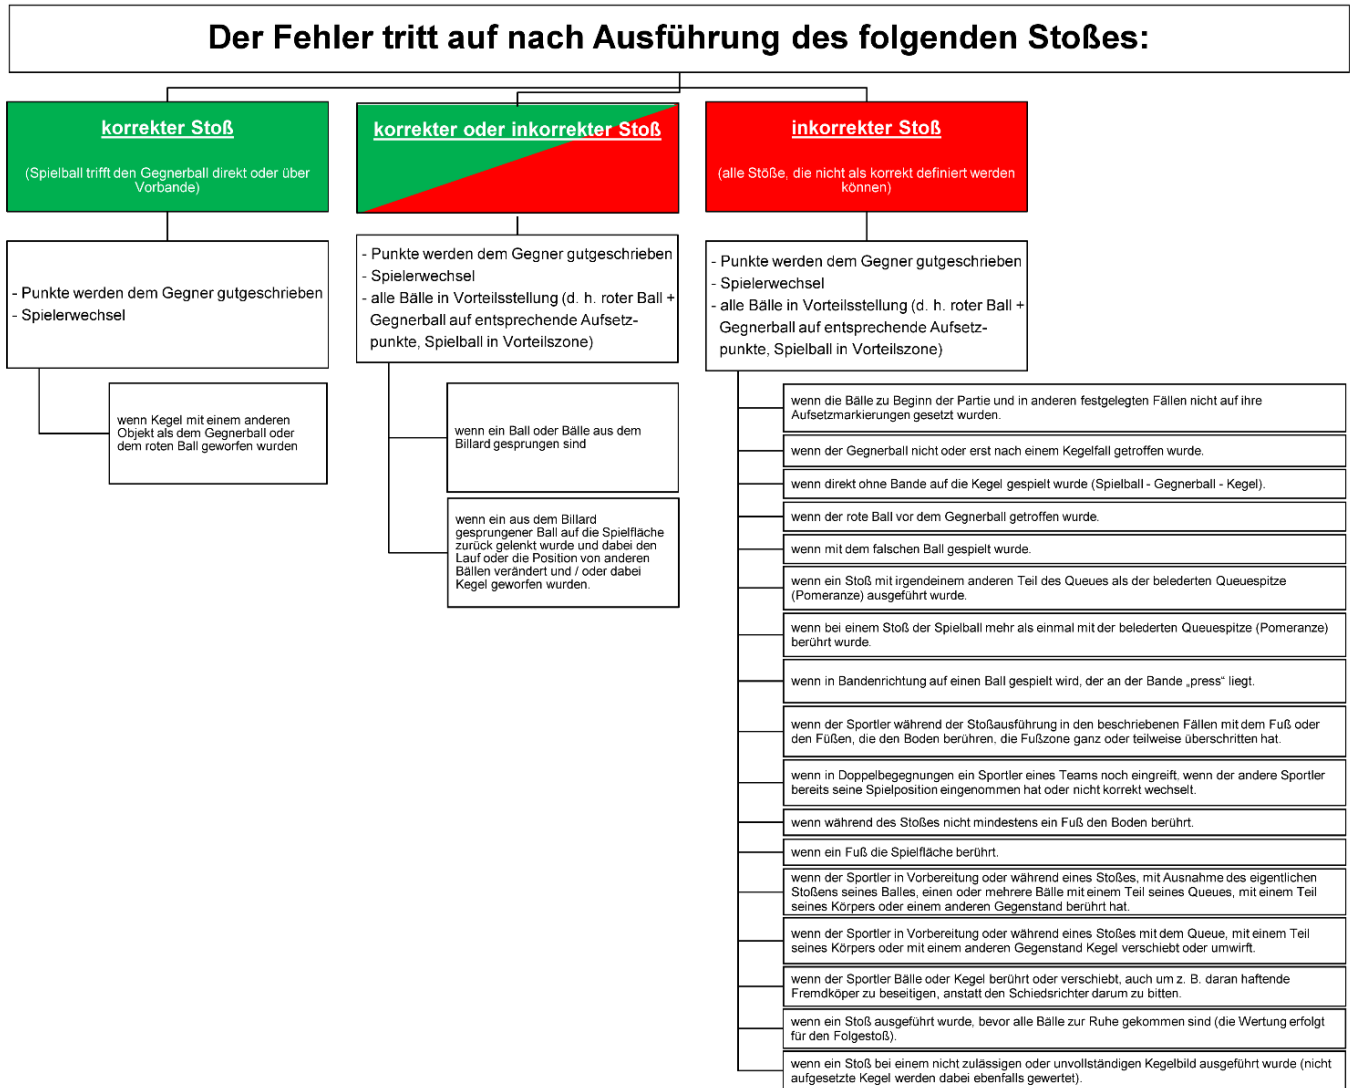 Der Fehler tritt auf nach Ausführung des folgenden Stoßes:
korrekter Stoß
(Spielball trifft den Gegnerball direkt oder über
Vorbande)
- Punkte werden dem Gegner gutgeschrieben
- Spielerwechsel
wenn Kegel mit einem anderen
Objekt als dem Gegnerball oder
dem roten Ball geworfen wurden
korrekter oder inkorrekter Stoß
- Punkte werden dem Gegner gutgeschrieben
- Spielerwechsel
- alle Bälle in Vorteilsstellung (d. h. roter Ball +
Gegnerball auf entsprechende Aufsetz-
punkte, Spielball in Vorteilszone)
wenn ein Ball oder Bälle aus dem
Billard gesprungen sind
wenn ein aus dem Billard
gesprungener Ball auf die Spielfläche
zurück gelenkt wurde und dabei den
Lauf oder die Position von anderen
Bällen verändert und / oder dabei
Kegel geworfen wurden.
inkorrekter Stoß
(alle Stöße, die nicht als korrekt definiert werden
können)
- Punkte werden dem Gegner gutgeschrieben
- Spielerwechsel
- alle Bälle in Vorteilsstellung (d. h. roter Ball +
Gegnerball auf entsprechende Aufsetz-
punkte, Spielball in Vorteilszone)
wenn die Bälle zu Beginn der Partie und in anderen festgelegten Fällen nicht auf ihre
Aufsetzmarkierungen gesetzt wurden.
wenn der Gegnerball nicht oder erst nach einem Kegelfall getroffen wurde.
wenn direkt ohne Bande auf die Kegel gespielt wurde (Spielball - Gegnerball - Kegel).
wenn der rote Ball vor dem Gegnerball getroffen wurde.
wenn mit dem falschen Ball gespielt wurde.
wenn ein Stoß mit irgendeinem anderen Teil des Queues als der belederten Queuespitze
(Pomeranze) ausgeführt wurde.
wenn bei einem Stoß der Spielball mehr als einmal mit der belederten Queuespitze (Pomeranze)
berührt wurde.
wenn in Bandenrichtung auf einen Ball gespielt wird, der an der Bande „press“ liegt.
wenn der Sportler während der Stoßausführung in den beschriebenen Fällen mit dem Fuß oder
den Füßen, die den Boden berühren, die Fußzone ganz oder teilweise überschritten hat.
wenn in Doppelbegegnungen ein Sportler eines Teams noch eingreift, wenn der andere Sportler
bereits seine Spielposition eingenommen hat oder nicht korrekt wechselt.
wenn während des Stoßes nicht mindestens ein Fuß den Boden berührt.
wenn ein Fuß die Spielfläche berührt.
wenn der Sportler in Vorbereitung oder während eines Stoßes, mit Ausnahme des eigentlichen
Stoßens seines Balles, einen oder mehrere Bälle mit einem Teil seines Queues, mit einem Teil
seines Körpers oder einem anderen Gegenstand berührt hat.
wenn der Sportler in Vorbereitung oder während eines Stoßes mit dem Queue, mit einem Teil
seines Körpers oder mit einem anderen Gegenstand Kegel verschiebt oder umwirft.
wenn der Sportler Bälle oder Kegel berührt oder verschiebt, auch um z. B. daran haftende
Fremdköper zu beseitigen, anstatt den Schiedsrichter darum zu bitten.
wenn ein Stoß ausgeführt wurde, bevor alle Bälle zur Ruhe gekommen sind (die Wertung erfolgt
für den Folgestoß).
wenn ein Stoß bei einem nicht zulässigen oder unvollständigen Kegelbild ausgeführt wurde (nicht
aufgesetzte Kegel werden dabei ebenfalls gewertet).